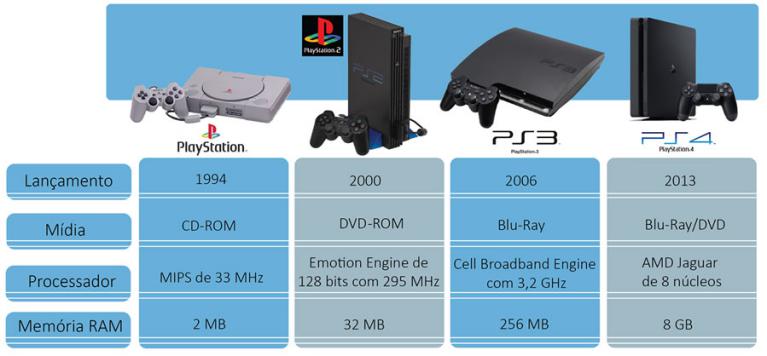 PlayStation 2
PS2
PS3
PlayStation
PS3
PlayStation.3
PS4
PlayStation.4
Lançamento 1994 2000 2006 2013
Mídia CD-ROM DVD-ROM Blu-Ray Blu-Ray/DVD
Processador MIPS de 33 MHz Emotion Engine de 128 bits com 295 MHz Cell Broadband Engine com 3,2 GHz AMD Jaguar de 8 núcleos
Memória RAM 2 MB 32 MB 256 MB 8 GB